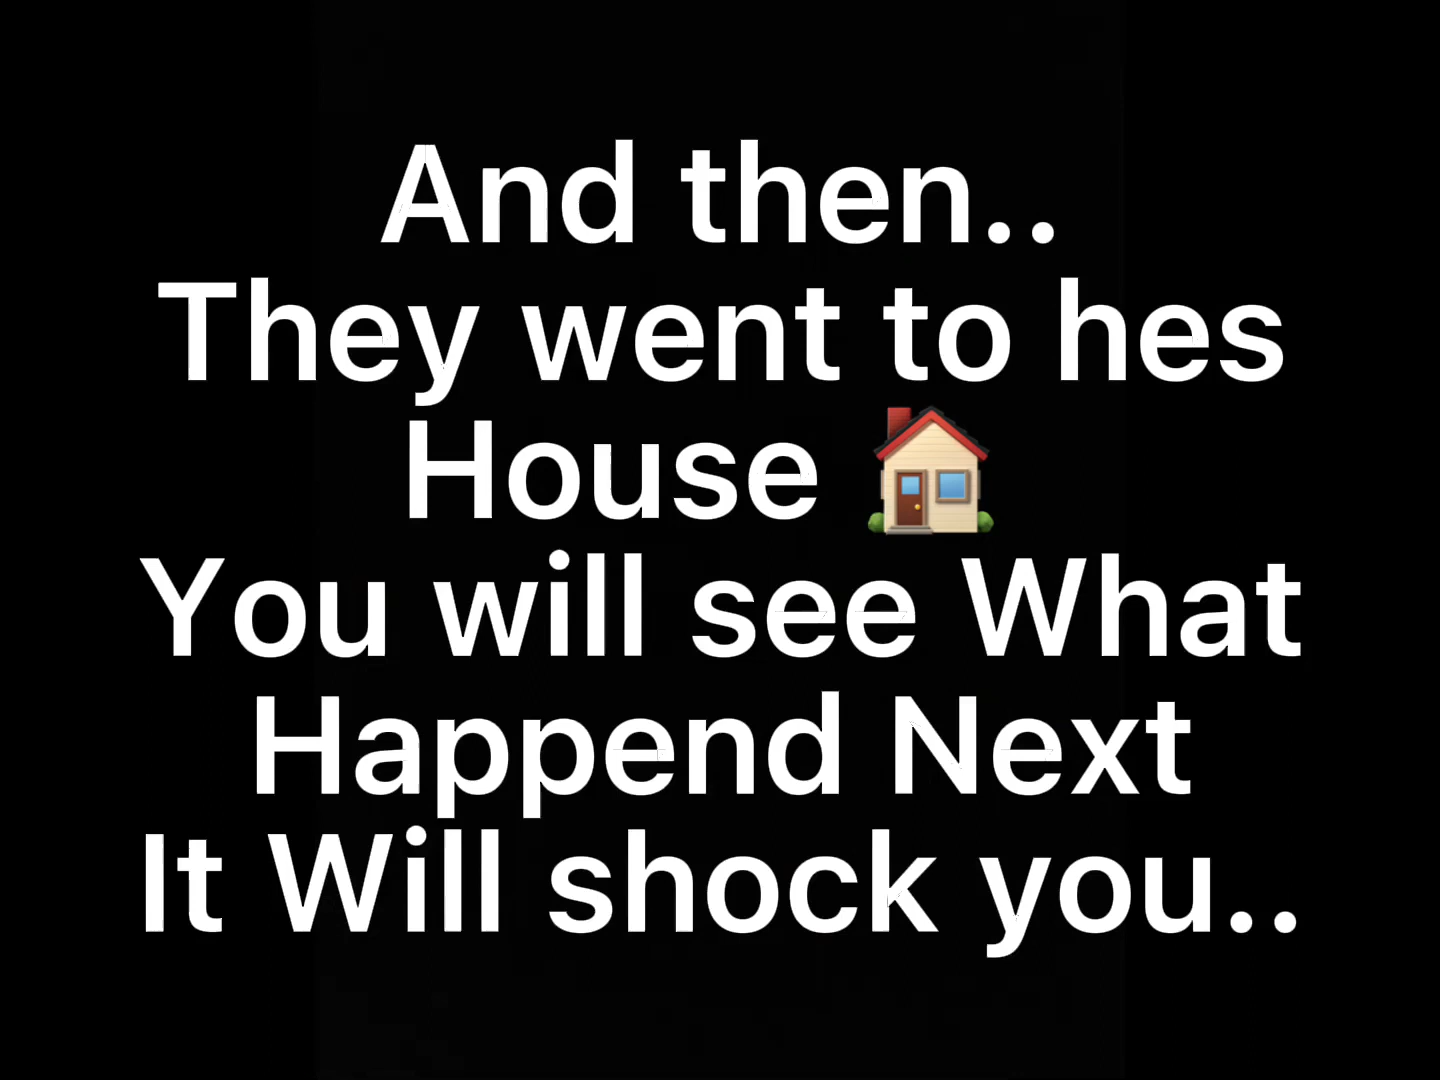 And then..
They went to hes
House 🏠
You will see What
Happend Next
It Will shock you..